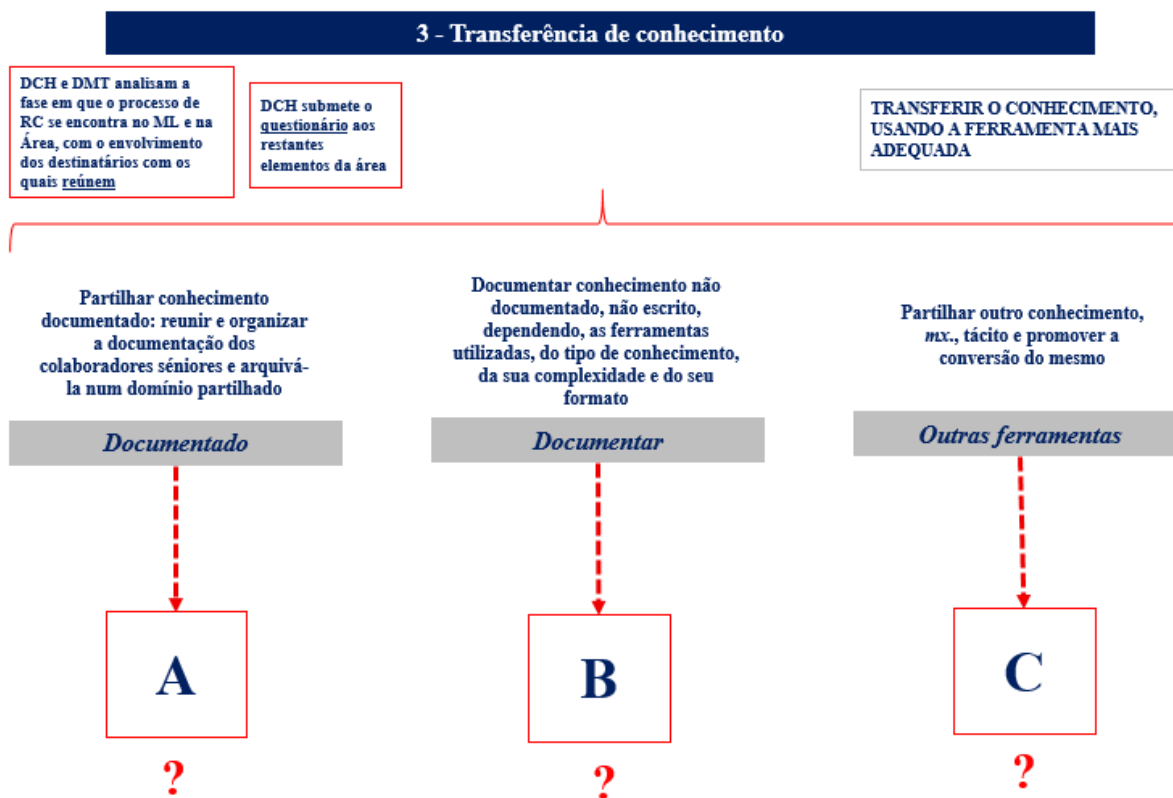 3 - Transferência de conhecimento
DCH e DMT analisam a
fase em que o processo de
RC se encontra no ML e na
Área, com o envolvimento
dos destinatários com os
quais reúnem
DCH submete o
questionário aos
restantes
elementos da área
TRANSFERIR O CONHECIMENTO,
USANDO A FERRAMENTA MAIS
ADEQUADA
Partilhar conhecimento
documentado: reunir e organizar
a documentação dos
colaboradores séniores e arquivá-
la num domínio partilhado
Documentado
A
?
Documentar conhecimento não
documentado, não escrito,
dependendo, as ferramentas
utilizadas, do tipo de conhecimento,
da sua complexidade e do seu
formato
Documentar
B
?
Partilhar outro conhecimento,
mx., tácito e promover a
conversão do mesmo
Outras ferramentas
C
?